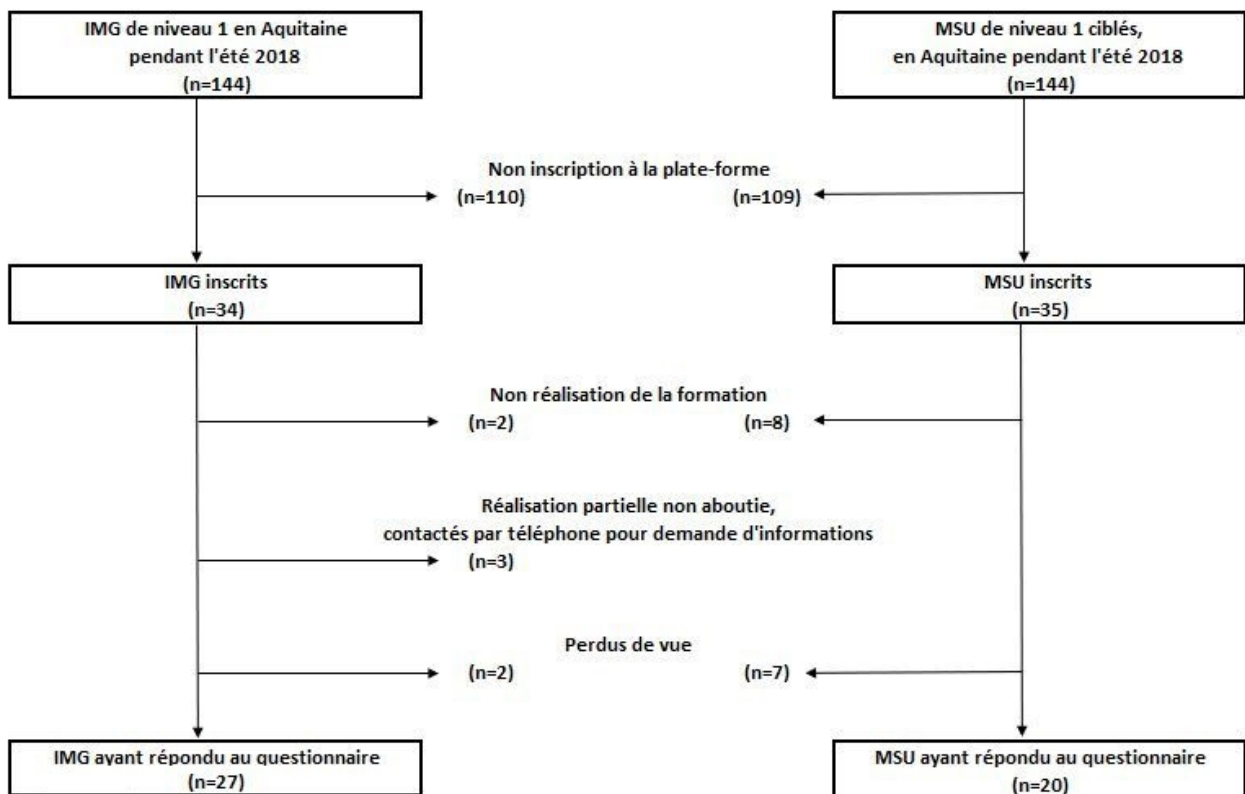 IMG de niveau 1 en Aquitaine
pendant l'été 2018
(n=144)
MSU de niveau 1 ciblés,
en Aquitaine pendant l'été 2018
(n=144)
Non inscription à la plate-forme
(n=110)
(n=109)
IMG inscrits
(n=34)
MSU inscrits
(n=35)
Non réalisation de la formation
(n=2)
(n=8)
Réalisation partielle non aboutie,
contactés par téléphone pour demande d'informations
(n=3)
Perdus de vue
(n=2)
(n=7)
IMG ayant répondu au questionnaire
(n=27)
MSU ayant répondu au questionnaire
(n=20)